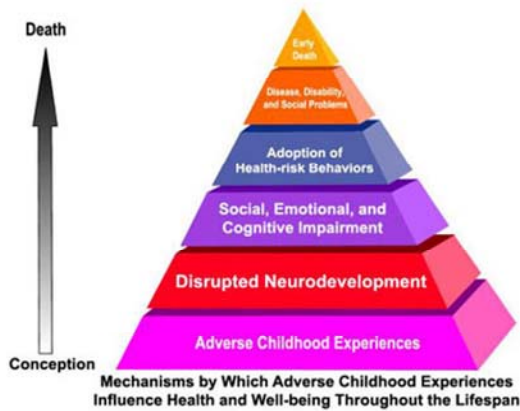 Death
Early
Death
Disease, Disability,
and Social Problems
Adoption of
Health-risk Behaviors
Social, Emotional, and
Cognitive Impairment
Disrupted Neurodevelopment
Adverse Childhood Experiences
Conception
Mechanisms by Which Adverse Childhood Experiences
Influence Health and Well-being Throughout the Lifespan